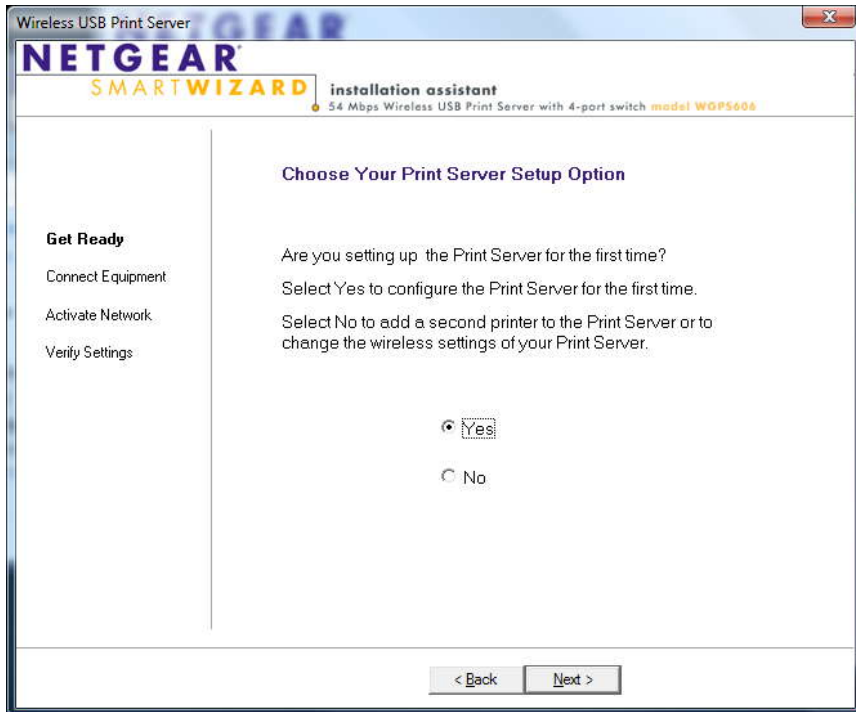 Wireless USB Print Server
NETGEAR
SMARTWIZARD
installation assistant
54 Mbps Wireless USB Print Server with 4-port switch model WGPS606
Choose Your Print Server Setup Option
Get Ready
Connect Equipment
Activate Network
Verify Settings
Are you setting up the Print Server for the first time?
Select Yes to configure the Print Server for the first time.
Select No to add a second printer to the Print Server or to
change the wireless settings of your Print Server.
Yes
No
< Back
Next >